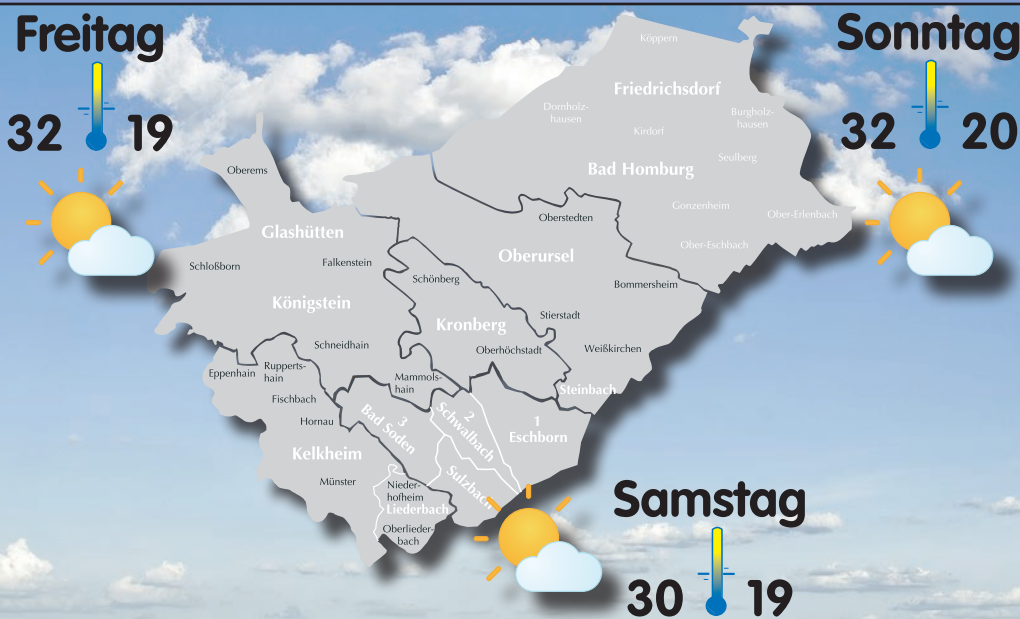 Freitag
32 19
Sonntag
32 20
Köppern
Friedrichsdorf
Dornholz-
hausen
Burgholz-
hausen
Kirdorf
Seulberg
Bad Homburg
Oberems
Gonzenheim
Ober-Erlenbach
Oberstedten
Glashütten
Ober-Eschbach
Oberursel
Schloßborn
Falkenstein
Schönberg
Bommersheim
Königstein
Stierstadt
Kronberg
Schneidhain
Oberhöchstadt
Weißkirchen
Eppenhain
Rupperts-
hain
Mammols-
hain
Steinbach
Fischbach
Hornau
3
Bad Soden
2
Schwalbach
1
Eschborn
Kelkheim
Münster
Nieder-
hofheim
Sulzbach
Liederbach
Oberlieder-
bach
Samstag
30 19